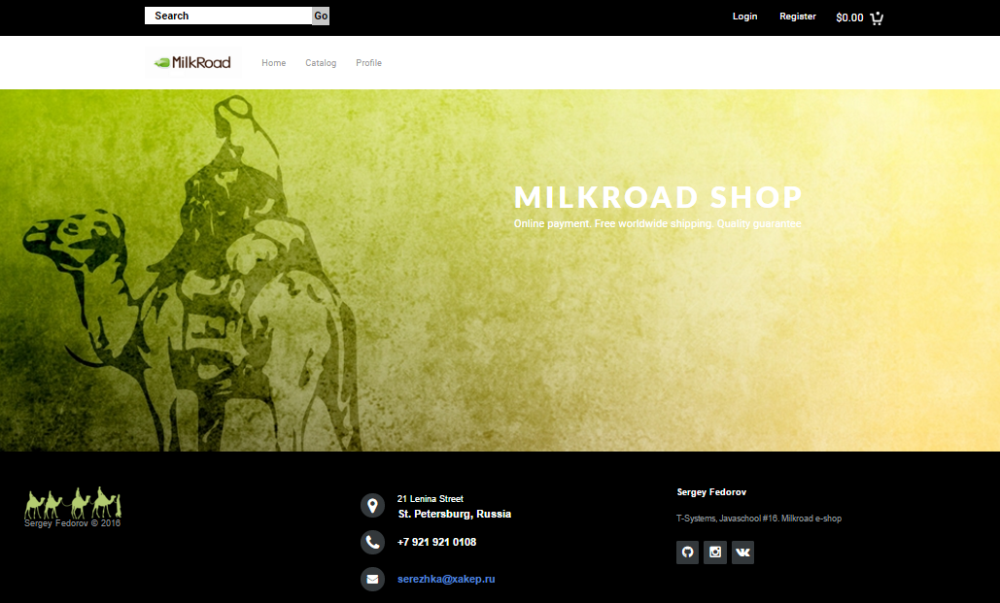 Search Go Login Register $0.00
MilkRoad Home Catalog Profile
MILKROAD SHOP
Online payment. Free worldwide shipping. Quality guarantee
Sergey Fedorov © 2016
21 Lenina Street
St. Petersburg, Russia
+7 921 921 0108
serezhka@xakep.ru
Sergey Fedorov
T-Systems, Javaschool #16. Milkroad e-shop